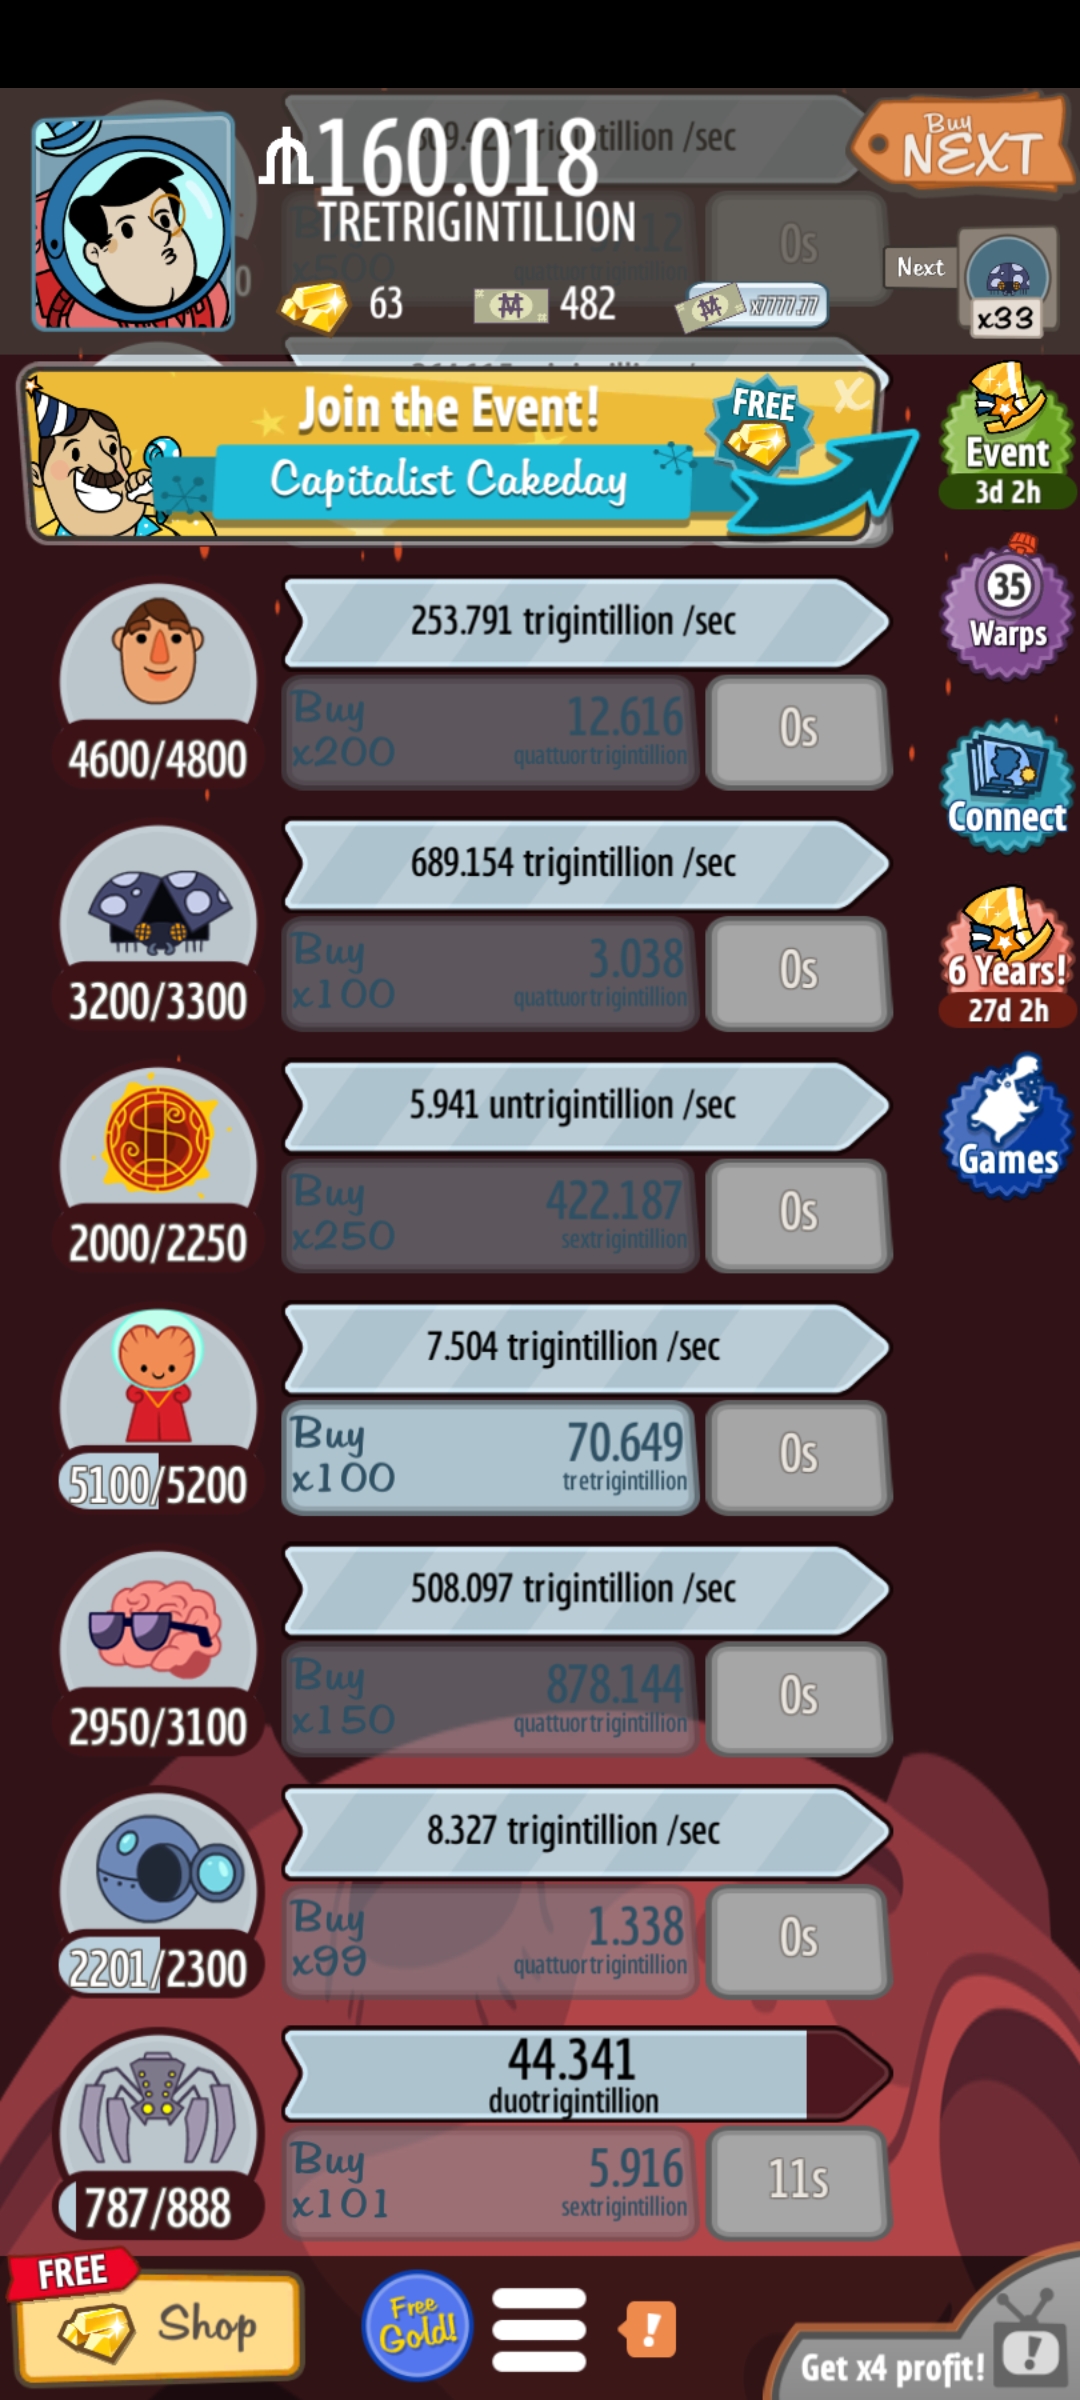 160.018
TRETRIGINTILLION
63
482
x7777.77
Buy
NEXT
Next
x33
/sec
0s
Join the Event!
Capitalist Cakeday
FREE
X
Event
3d 2h
253.791 trigintillion /sec
Buy
x200
12.616
quattuortrigintillion
0s
4600/4800
35
Warps
689.154 trigintillion /sec
Buy
x100
3.038
quattuortrigintillion
0s
3200/3300
Connect
6 Years!
27d 2h
5.941 untrigintillion /sec
Buy
x250
422.187
sextrigintillion
0s
2000/2250
Games
7.504 trigintillion /sec
Buy
x100
70.649
tretrigintillion
0s
5100/5200
508.097 trigintillion /sec
Buy
x150
878.144
quattuortrigintillion
0s
2950/3100
8.327 trigintillion /sec
Buy
x99
1.338
quattuortrigintillion
0s
2201/2300
44.341
duotrigintillion
Buy
x101
5.916
sextrigintillion
11s
787/888
FREE
Shop
Free
Gold!
!
Get x4 profit!
!